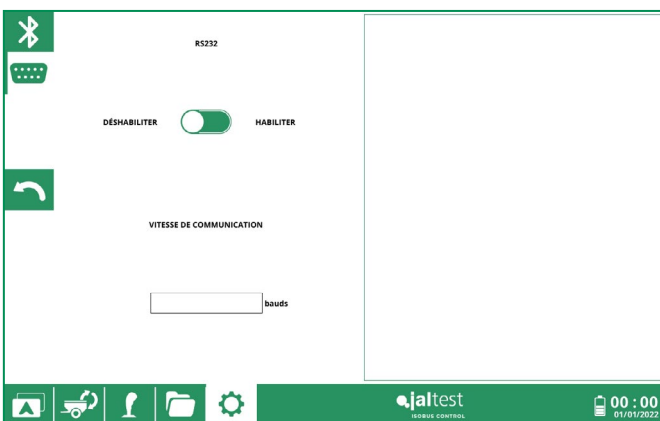 RS232
DÉSHABILITER
HABILITER
VITESSE DE COMMUNICATION
bauds
jaltest
ISOBUS CONTROL
00 : 00
01/01/2022